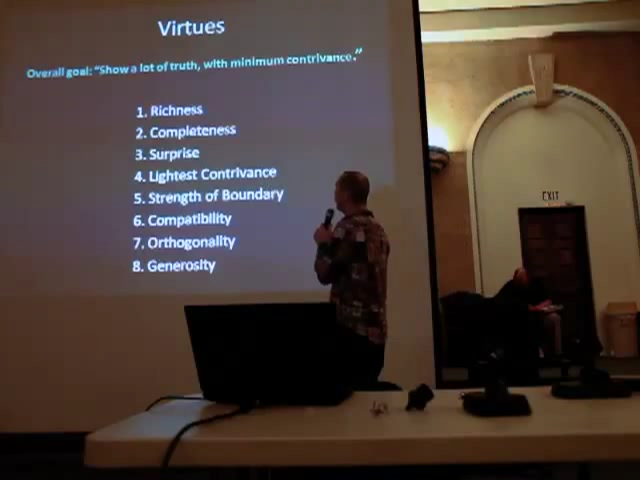 Virtues
Overall goal: "Show a lot of truth, with minimum contrivance."
1. Richness
2. Completeness
3. Surprise
4. Lightest Contrivance
5. Strength of Boundary
6. Compatibility
7. Orthogonality
8. Generosity
EXIT